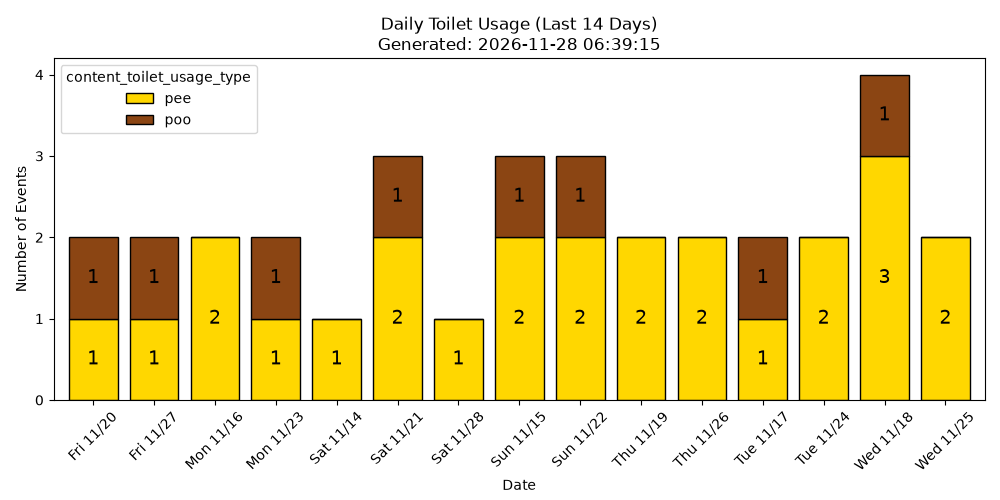 Daily Toilet Usage (Last 14 Days)
Generated: 2026-11-28 06:39:15
content_toilet_usage_type
pee
poo
Number of Events
4
3
2
1
0
1
1
1
1
2
1
1
1
1
2
1
1
2
1
2
2
2
1
1
2
1
3
2
Fri 11/20
Fri 11/27
Mon 11/16
Mon 11/23
Sat 11/14
Sat 11/21
Sat 11/28
Sun 11/15
Sun 11/22
Thu 11/19
Thu 11/26
Tue 11/17
Tue 11/24
Wed 11/18
Wed 11/25
Date